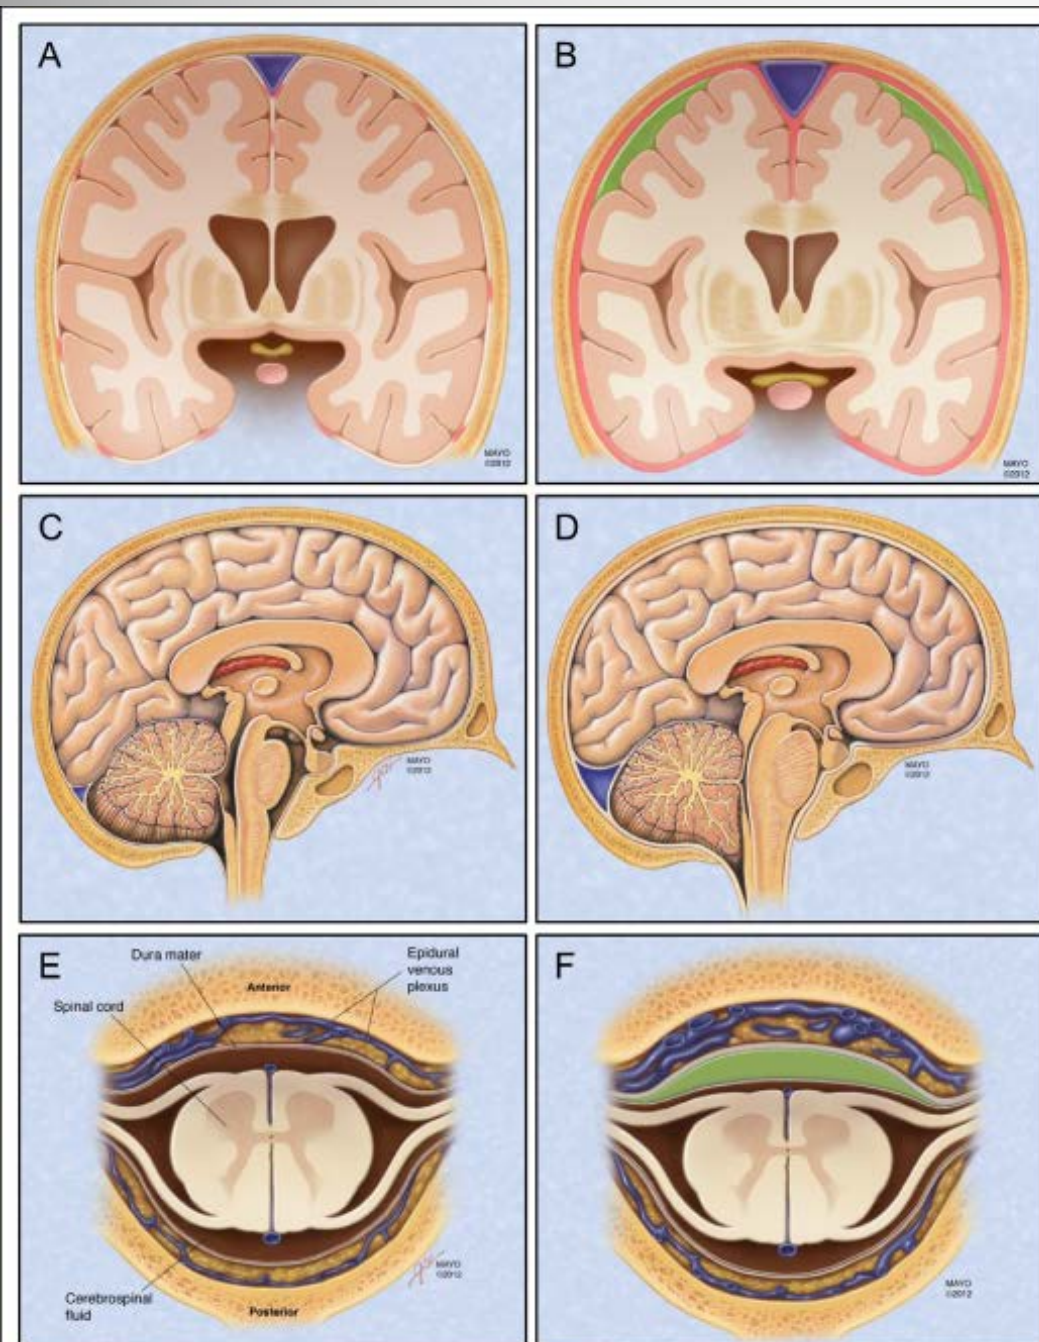 A
B
MAYO
©2012
MAYO
©2012
C
D
MAYO
©2012
MAYO
©2012
E
Dura mater
Epidural
venous
plexus
Anterior
Spinal cord
Cerebrospinal
fluid
Posterior
MAYO
©2012
F
MAYO
©2012